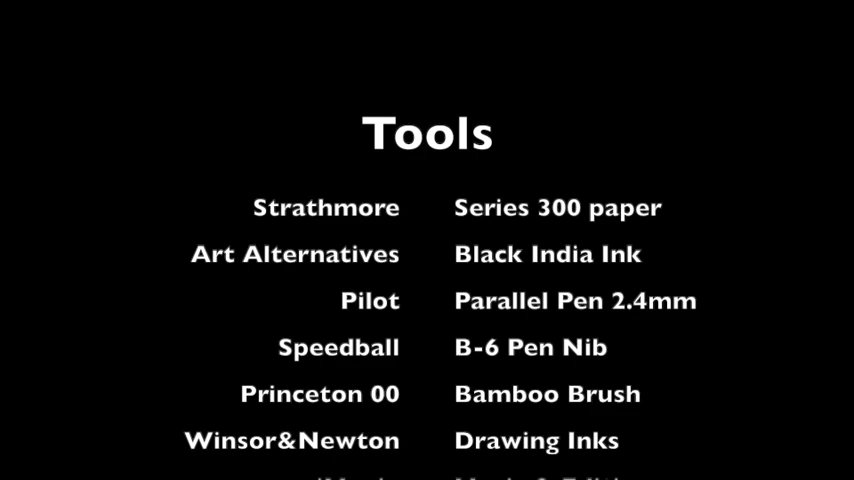 Tools
Strathmore Series 300 paper
Art Alternatives Black India Ink
Pilot Parallel Pen 2.4mm
Speedball B-6 Pen Nib
Princeton 00 Bamboo Brush
Winsor&Newton Drawing Inks